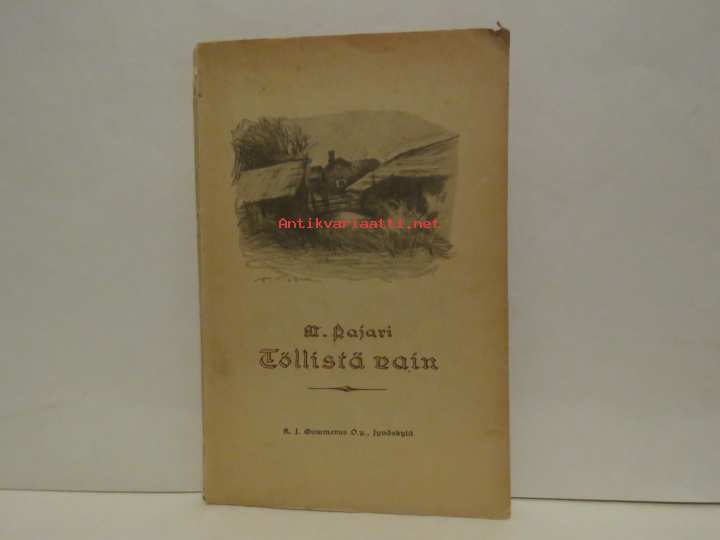 Antikvariaatti.net
M. Pajari
Töllistä vain
K. J. Gummerus O.y., Jyväskylä